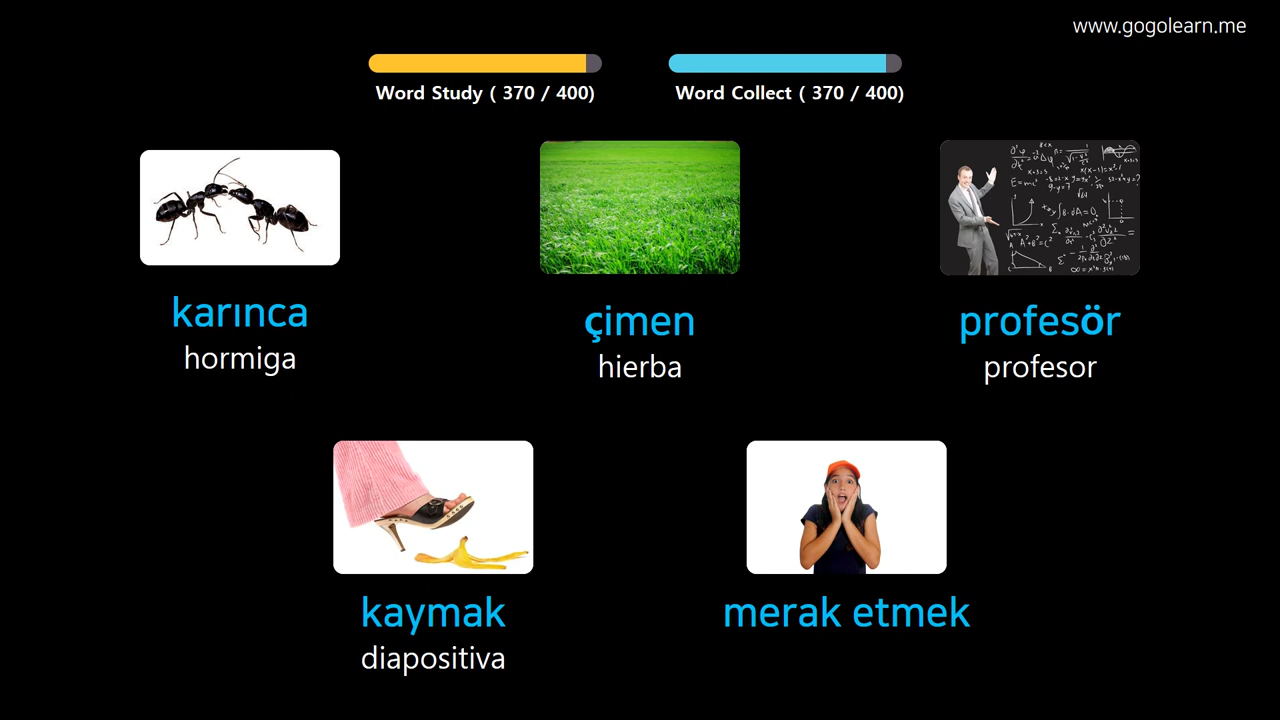 www.gogolearn.me
Word Study ( 370 / 400)
Word Collect ( 370 / 400)
karınca
hormiga
çimen
hierba
profesör
profesor
kaymak
diapositiva
merak etmek